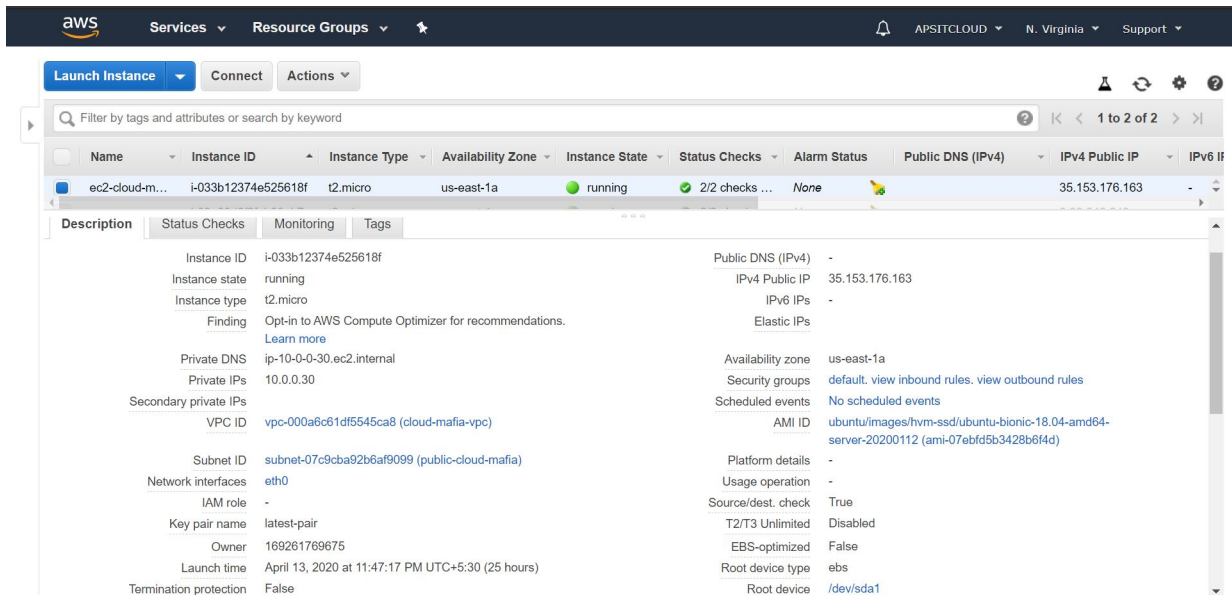 aws Services Resource Groups APSITCLOUD N. Virginia Support
Launch Instance Connect Actions
Filter by tags and attributes or search by keyword 1 to 2 of 2
Name Instance ID Instance Type Availability Zone Instance State Status Checks Alarm Status Public DNS (IPv4) IPv4 Public IP IPv6 IF
ec2-cloud-m... i-033b12374e525618f t2.micro us-east-1a running 2/2 checks ... None 35.153.176.163 -
Description Status Checks Monitoring Tags
Instance ID i-033b12374e525618f Public DNS (IPv4) -
Instance state running IPv4 Public IP 35.153.176.163
Instance type t2.micro IPv6 IPs -
Finding Opt-in to AWS Compute Optimizer for recommendations. Elastic IPs
Learn more
Private DNS ip-10-0-0-30.ec2.internal Availability zone us-east-1a
Private IPs 10.0.0.30 Security groups default. view inbound rules. view outbound rules
Secondary private IPs Scheduled events No scheduled events
VPC ID vpc-000a6c61df5545ca8 (cloud-mafia-vpc) AMI ID ubuntu/images/hvm-ssd/ubuntu-bionic-18.04-amd64-
server-20200112 (ami-07ebfd5b3428b6f4d)
Subnet ID subnet-07c9cba92b6af9099 (public-cloud-mafia) Platform details -
Network interfaces eth0 Usage operation -
IAM role - Source/dest. check True
Key pair name latest-pair T2/T3 Unlimited Disabled
Owner 169261769675 EBS-optimized False
Launch time April 13, 2020 at 11:47:17 PM UTC+5:30 (25 hours) Root device type ebs
Termination protection False Root device /dev/sda1